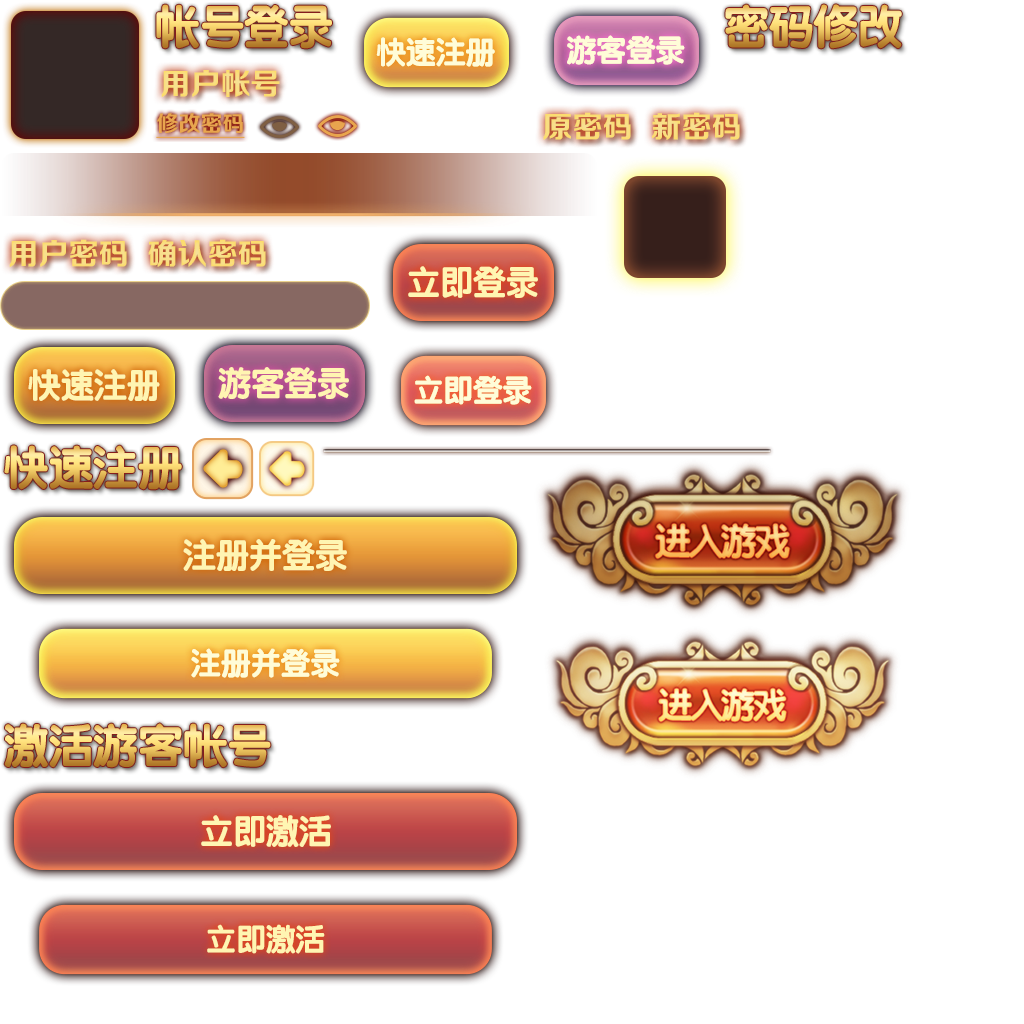 帐号登录
快速注册
游客登录
密码修改
用户帐号
修改密码
原密码
新密码
用户密码
确认密码
立即登录
快速注册
游客登录
立即登录
快速注册
进入游戏
注册并登录
注册并登录
进入游戏
激活游客帐号
立即激活
立即激活